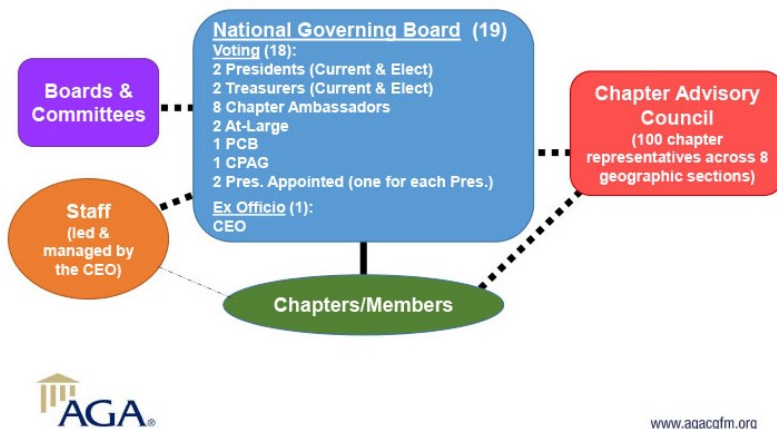 National Governing Board (19)
Voting (18):
2 Presidents (Current & Elect)
2 Treasurers (Current & Elect)
8 Chapter Ambassadors
2 At-Large
1 PCB
1 CPAG
2 Pres. Appointed (one for each Pres.)
Ex Officio (1):
CEO
Boards &
Committees
Chapter Advisory
Council
(100 chapter
representatives across 8
geographic sections)
Staff
(led &
managed by
the CEO)
Chapters/Members
AGA®
www.agacgfm.org